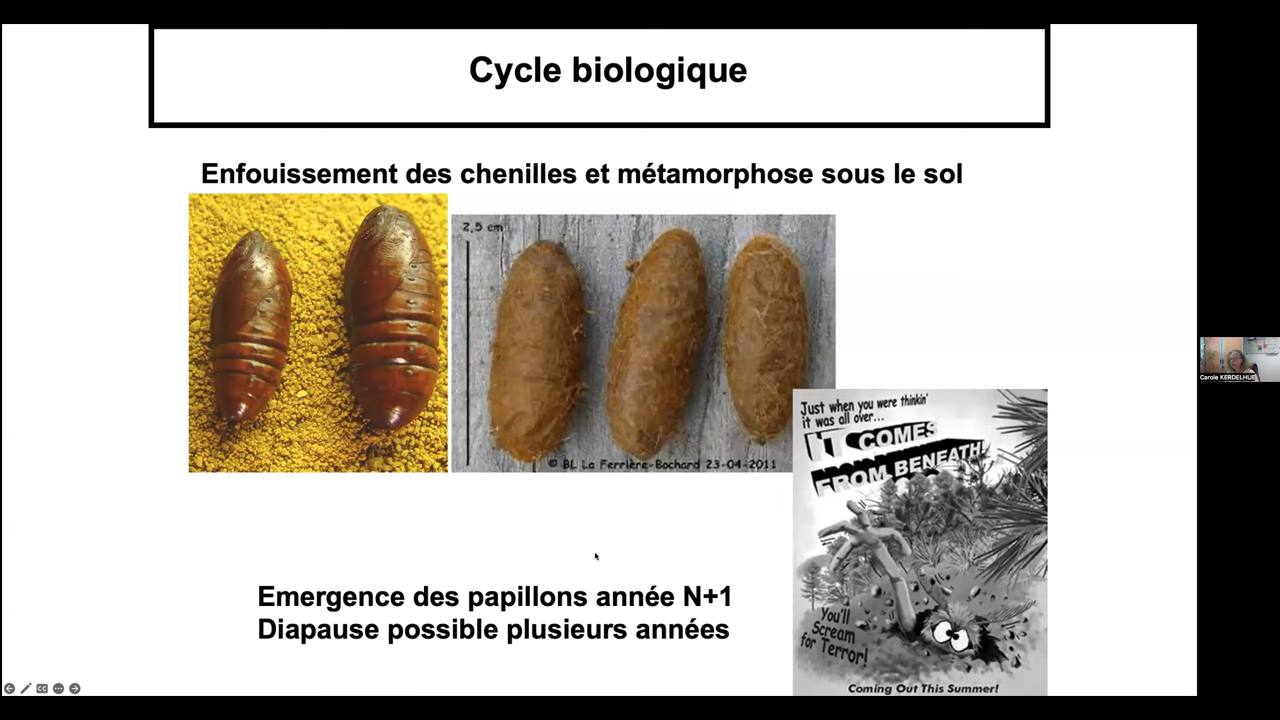 Cycle biologique
Enfouissement des chenilles et métamorphose sous le sol
2,5 cm
© BL La Ferrière-Bochard 23-04-2011
Just when you were thinkin'
it was all over...
IT COMES
FROM BENEATH!
You'll
Scream
for Terror!
Coming Out This Summer!
Emergence des papillons année N+1
Diapause possible plusieurs années
Carole KERDELHUE